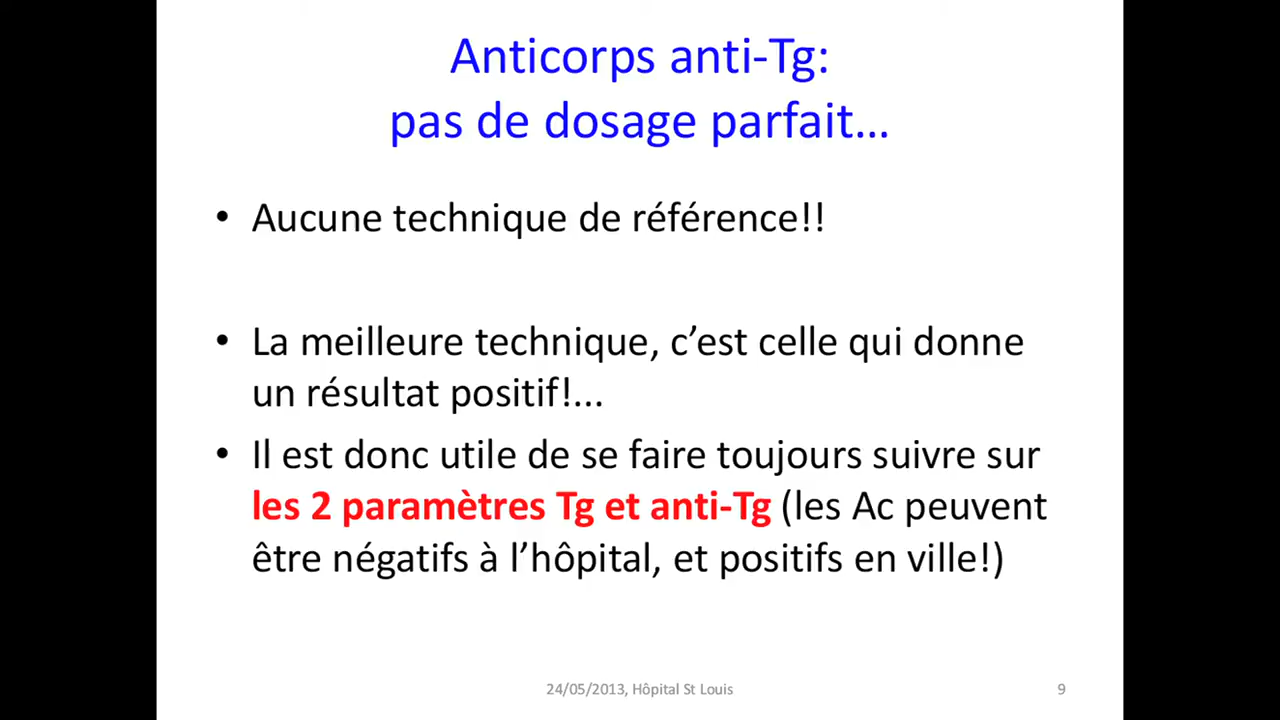 Anticorps anti-Tg:
pas de dosage parfait…
• Aucune technique de référence!!
• La meilleure technique, c’est celle qui donne
un résultat positif!...
• Il est donc utile de se faire toujours suivre sur
les 2 paramètres Tg et anti-Tg (les Ac peuvent
être négatifs à l’hôpital, et positifs en ville!)
24/05/2013, Hôpital St Louis
9